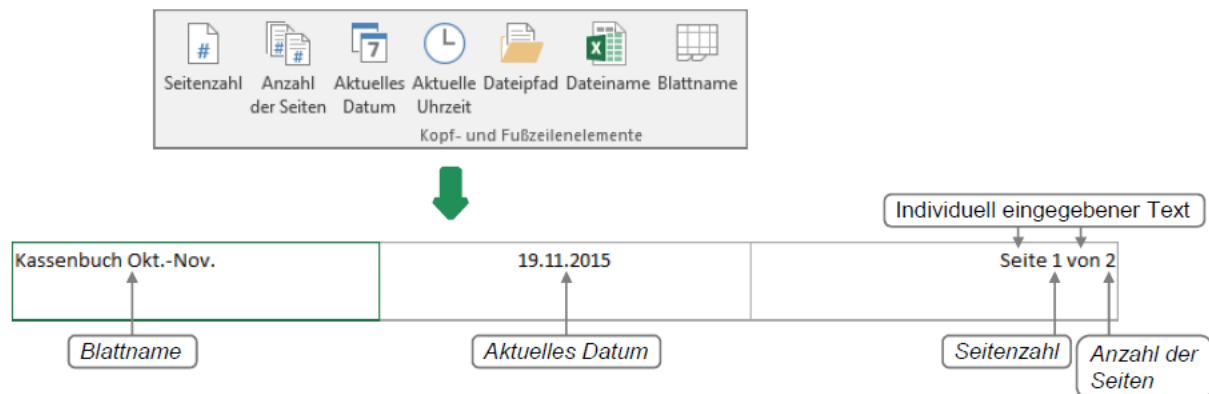 Seitenzahl Anzahl Aktuelles Aktuelle Dateipfad Dateiname Blattname
der Seiten Datum Uhrzeit
Kopf- und Fußzeilenelemente
Individuell eingegebener Text
Kassenbuch Okt.-Nov. 19.11.2015 Seite 1 von 2
Blattname Aktuelles Datum Seitenzahl Anzahl der
Seiten